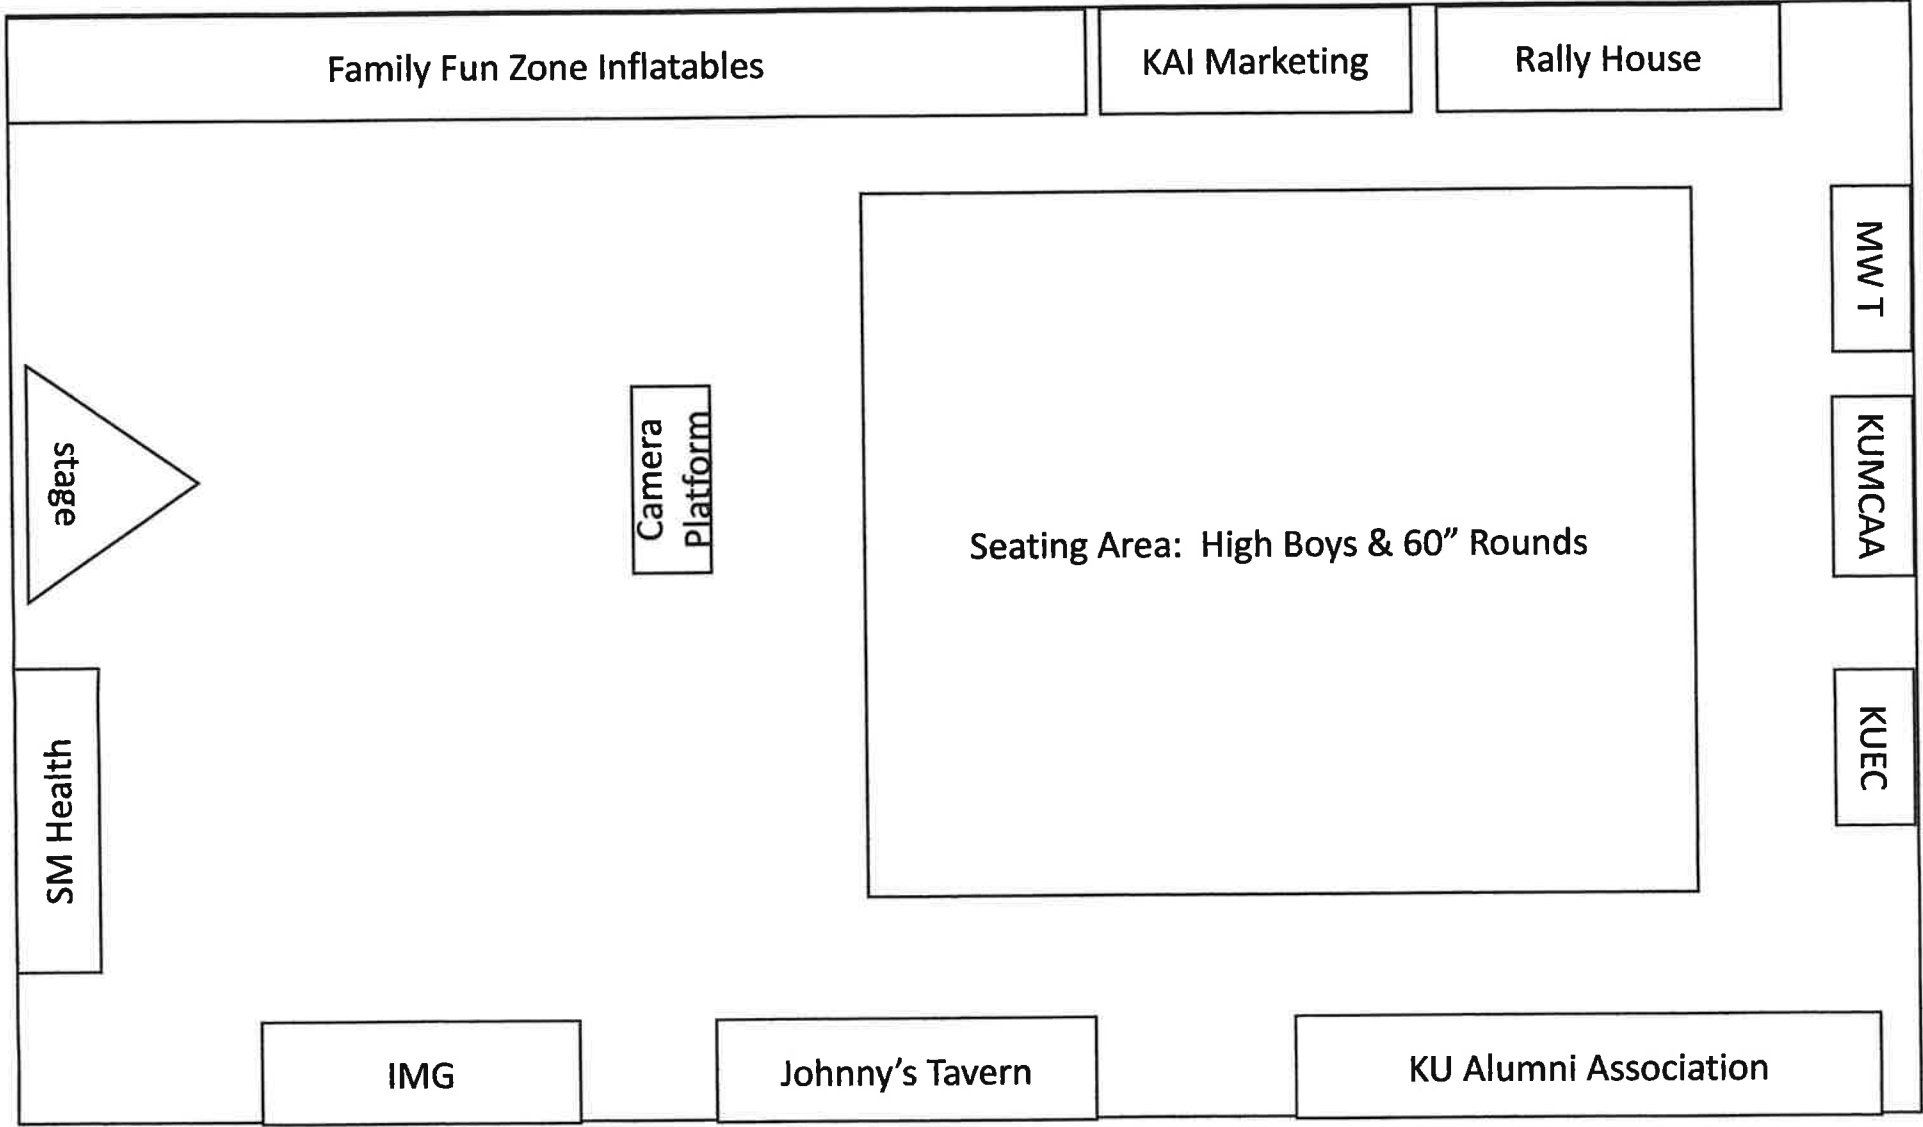 Family Fun Zone Inflatables
KAI Marketing
Rally House
MW T
stage
Camera
Platform
KUMCAA
Seating Area: High Boys & 60” Rounds
SM Health
KUEC
IMG
Johnny’s Tavern
KU Alumni Association